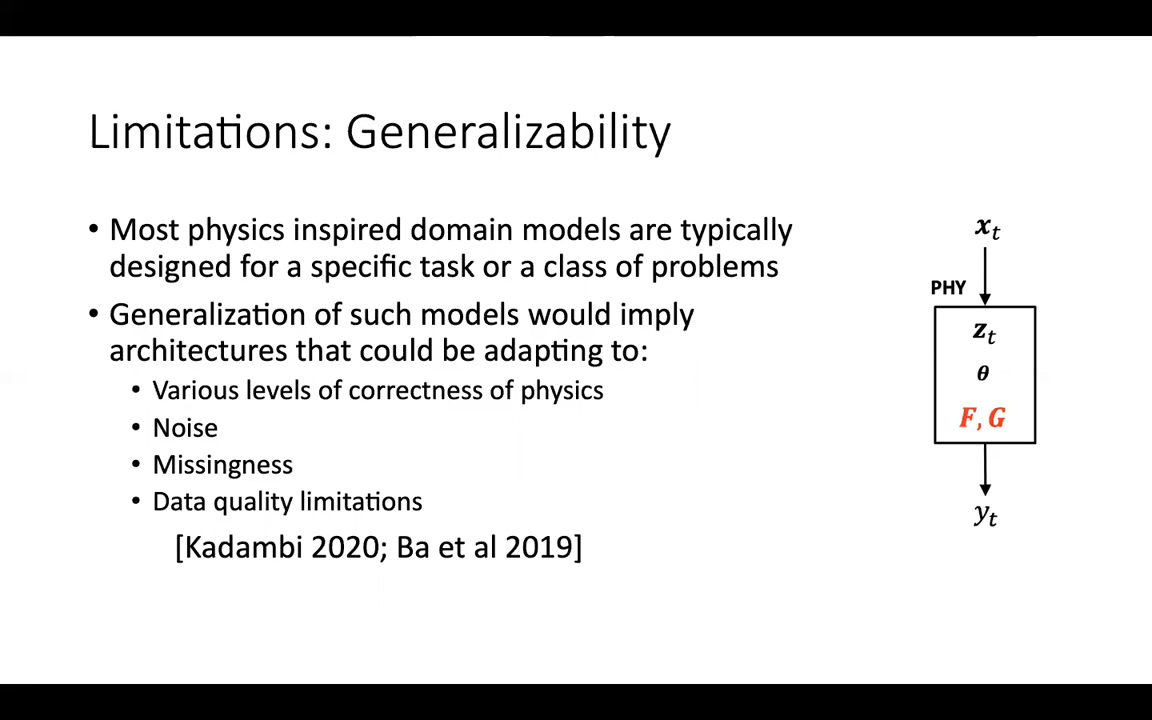 Limitations: Generalizability
• Most physics inspired domain models are typically
designed for a specific task or a class of problems
• Generalization of such models would imply
architectures that could be adapting to:
• Various levels of correctness of physics
• Noise
• Missingness
• Data quality limitations
[Kadambi 2020; Ba et al 2019]
xₜ
PHY
zₜ
θ
F, G
yₜ